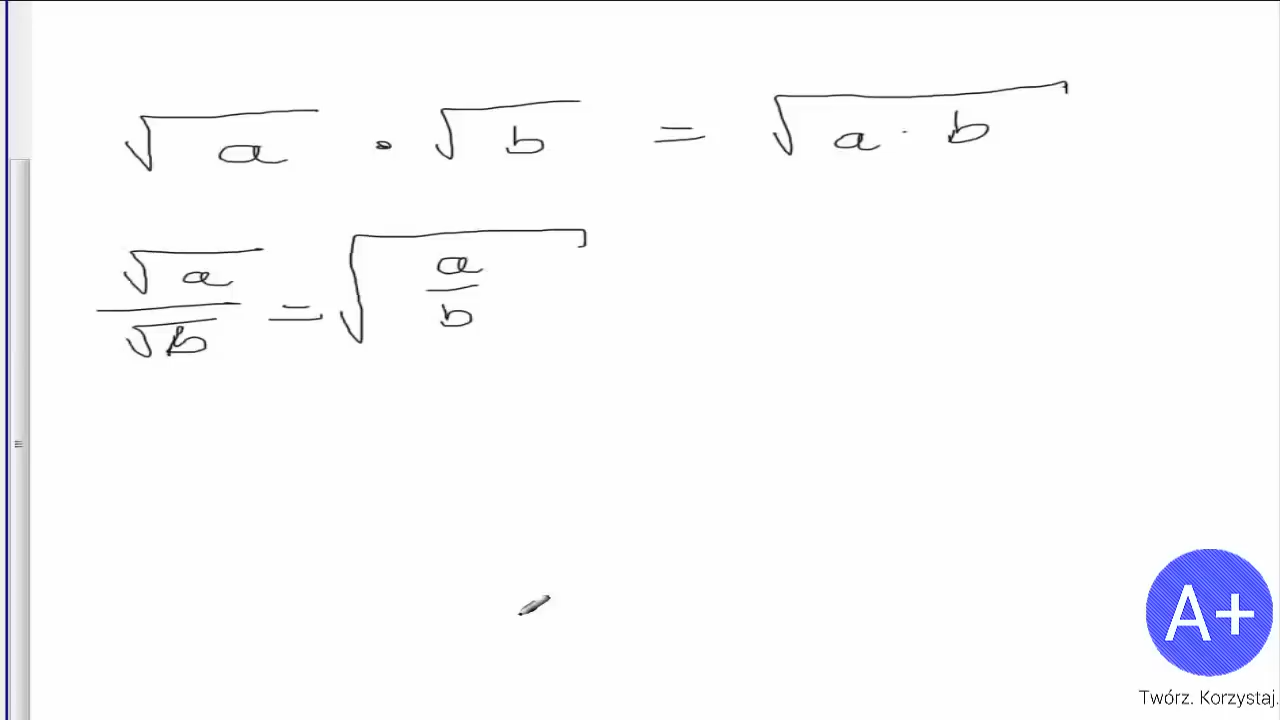 √a · √b = √a · b
√a/√b = √a/b
A+
Twórz. Korzystaj.